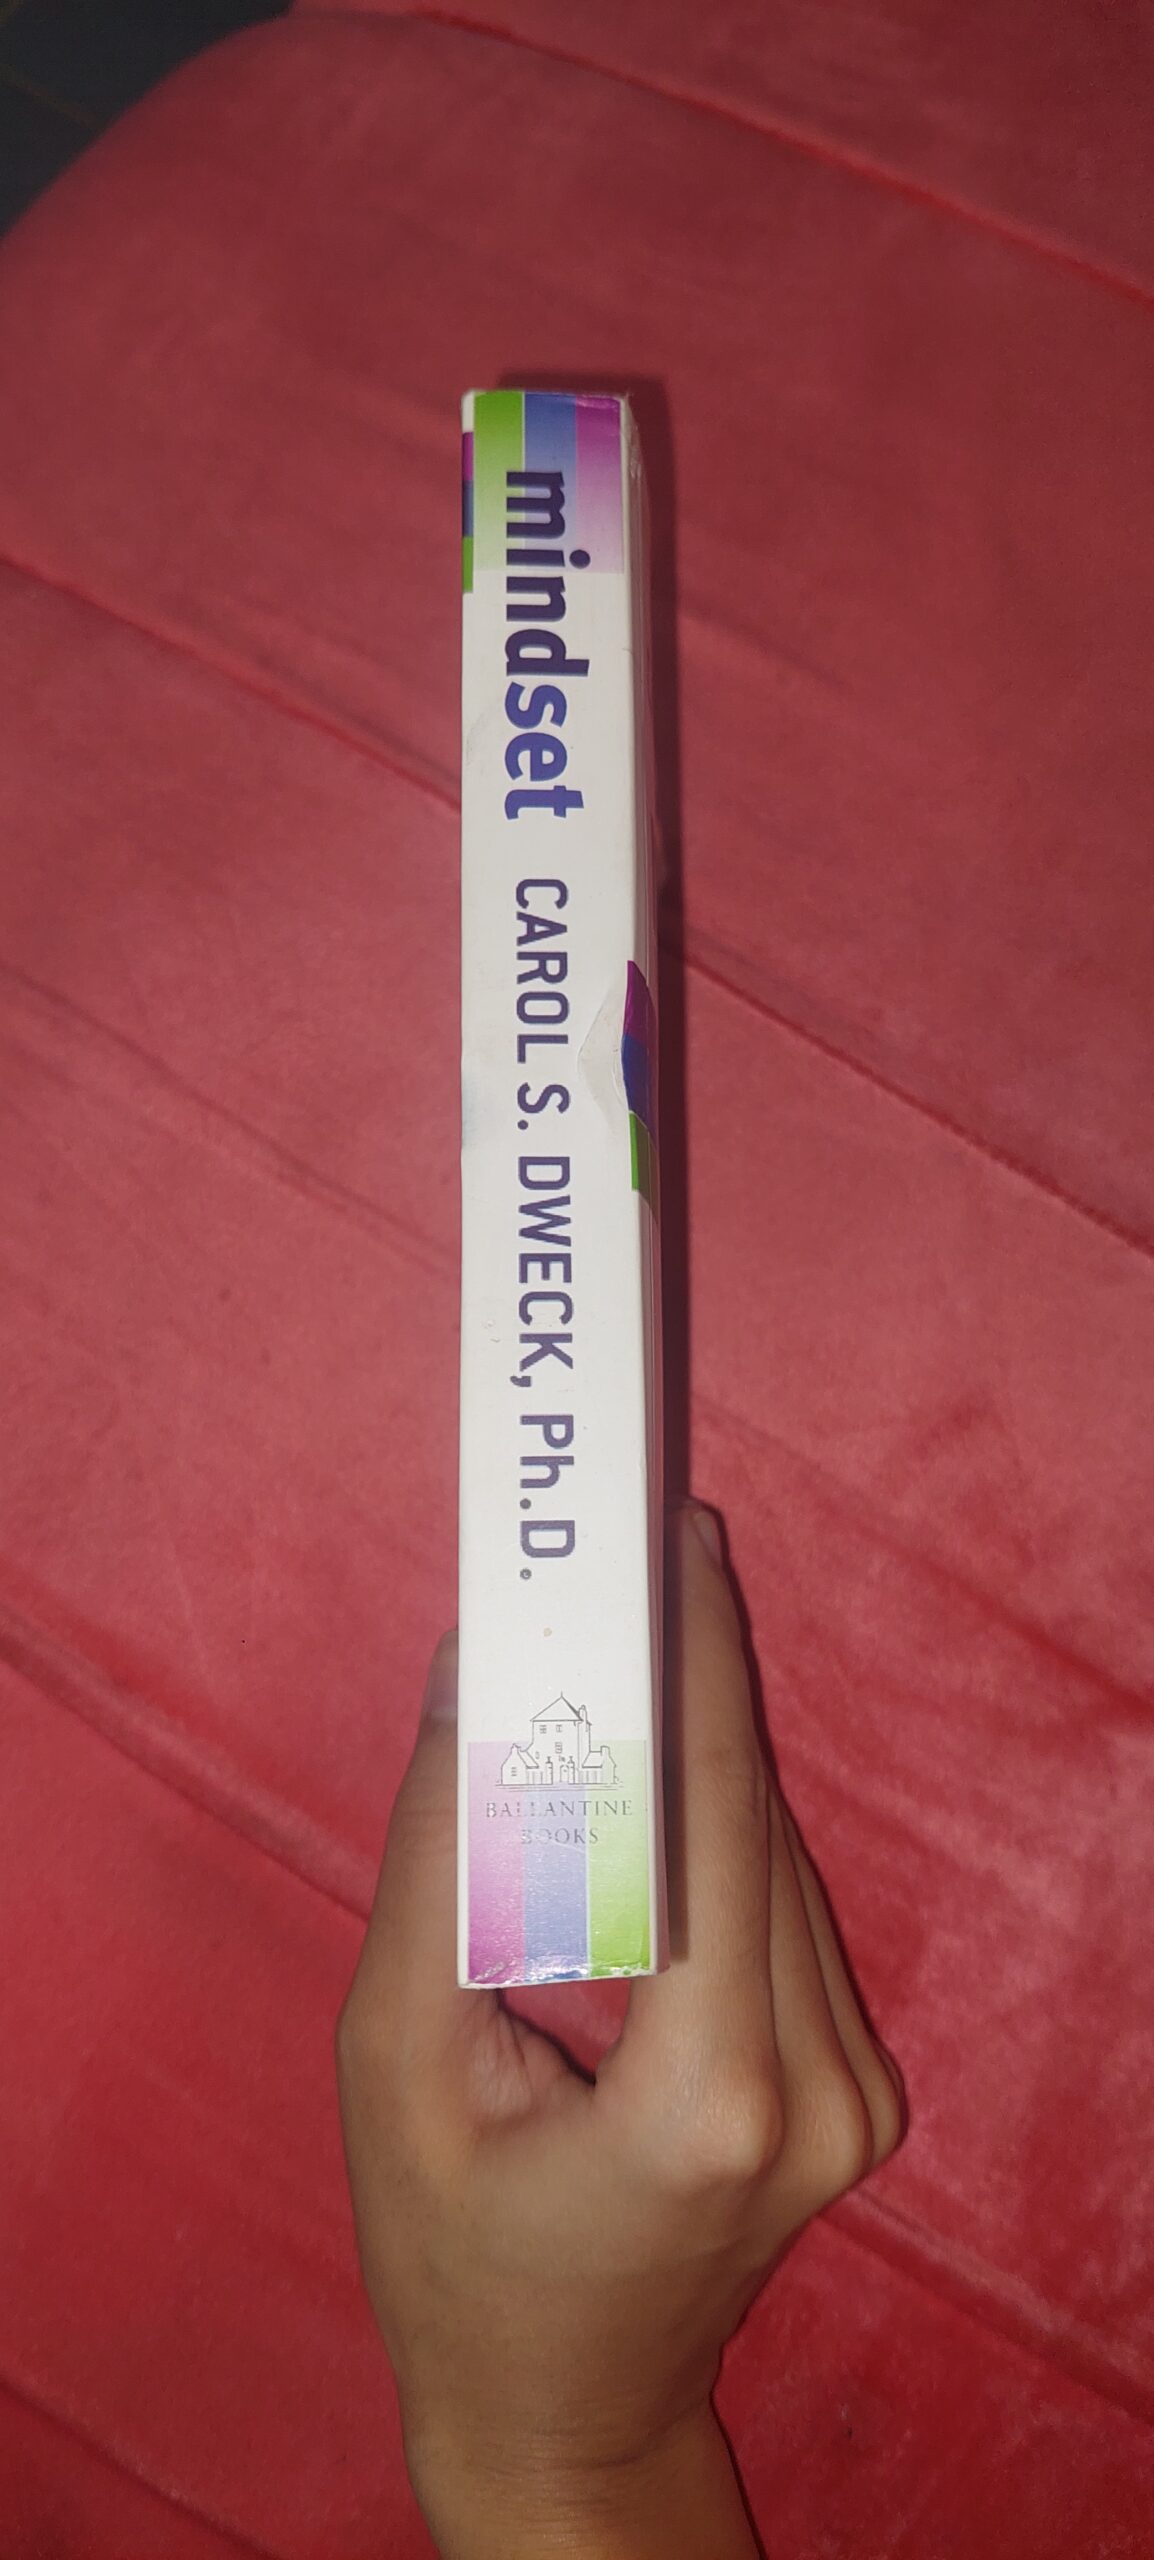 mindset CAROL S. DWECK, Ph.D.
BALLANTINE
BOOKS